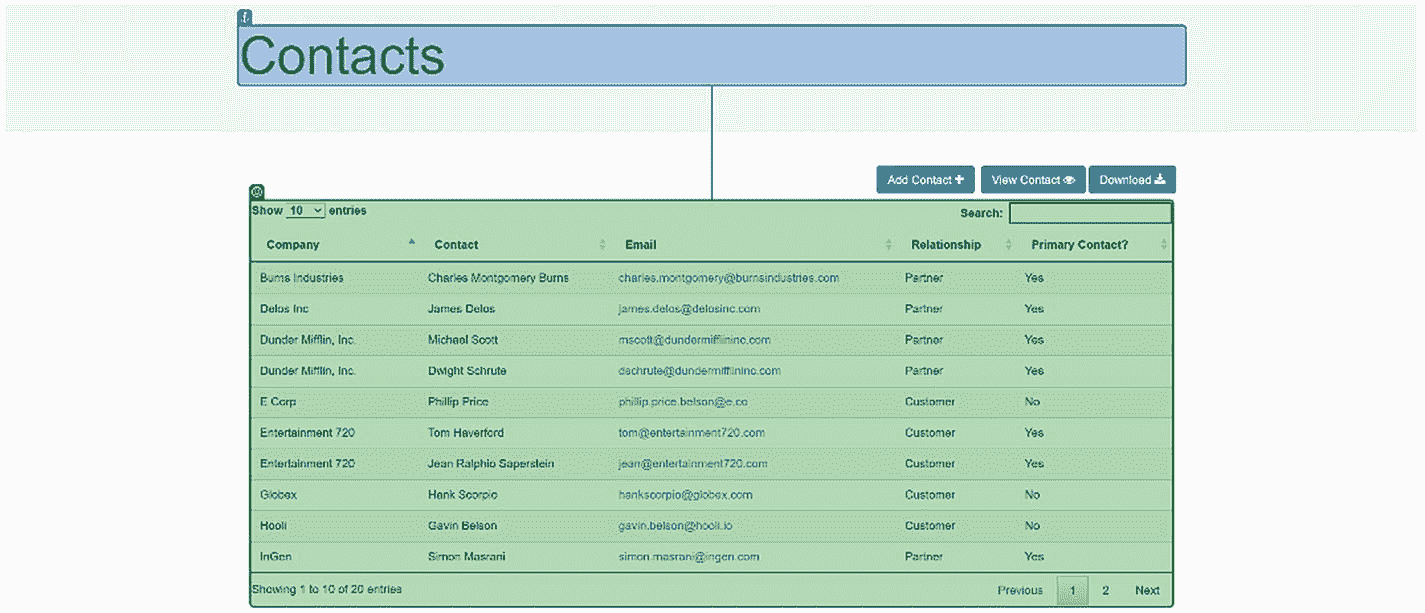 Contacts
Add Contact View Contact Download
Show 10 entries Search:
Company Contact Email Relationship Primary Contact?
Burns Industries Charles Montgomery Burns charles.montgomery@burnsindustries.com Partner Yes
Delos Inc James Delos james.delos@delosinc.com Partner Yes
Dunder Mifflin, Inc. Michael Scott mscott@dundermifflininc.com Partner Yes
Dunder Mifflin, Inc. Dwight Schrute dschrute@dundermifflininc.com Partner Yes
E Corp Phillip Price phillip.price.belson@e.co Customer No
Entertainment 720 Tom Haverford tom@entertainment720.com Customer Yes
Entertainment 720 Jean Ralphio Saperstein jean@entertainment720.com Customer Yes
Globex Hank Scorpio hankscorpio@globex.com Customer No
Hooli Gavin Belson gavin.belson@hooli.io Customer No
InGen Simon Masrani simon.masrani@ingen.com Partner Yes
Showing 1 to 10 of 20 entries Previous 1 2 Next